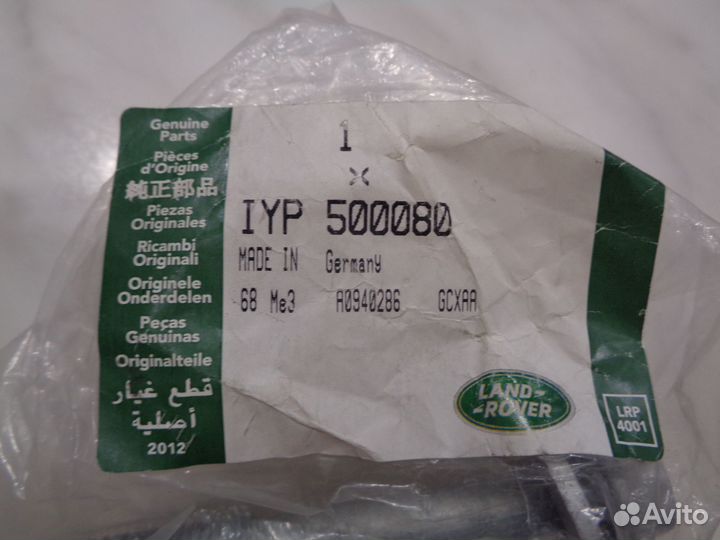 Genuine
Parts
Pièces
d'Origine
純正部品
Piezas
Originales
Ricambi
Originali
Originele
Onderdelen
Peças
Genuinas
Originalteile
قطع غيار
أصلية
2012
1
x
IYP 500080
MADE IN Germany
68 Me3 A0940286 GCXAA
LAND-
-ROVER
LRP
4001
Avito